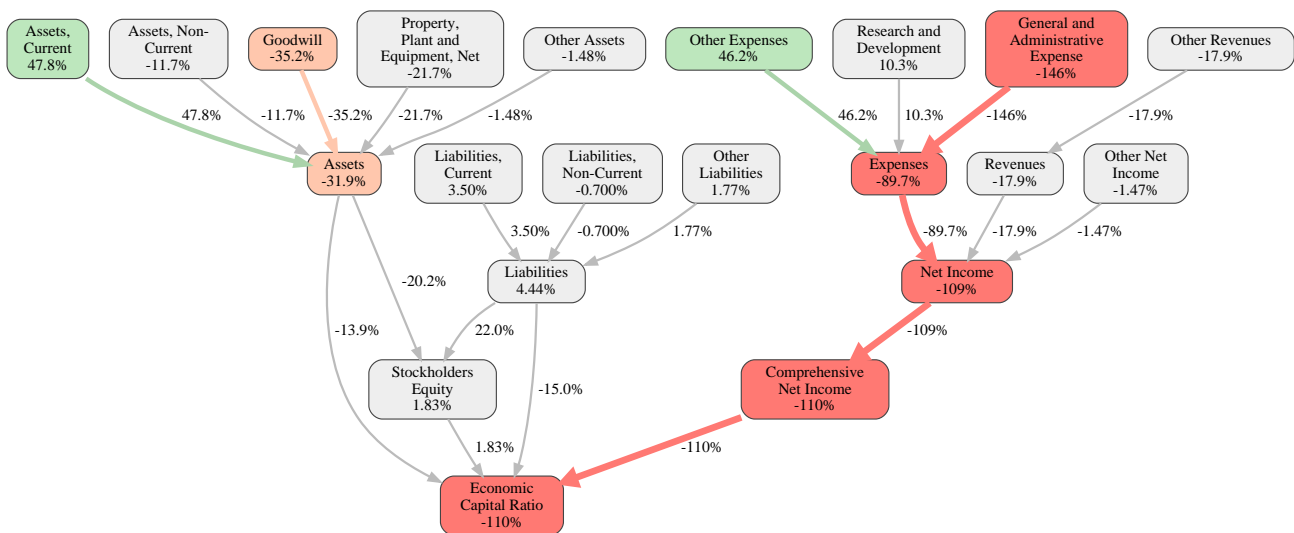 Assets,
Current
47.8%
Assets, Non-
Current
-11.7%
Goodwill
-35.2%
Property,
Plant and
Equipment, Net
-21.7%
Other Assets
-1.48%
Other Expenses
46.2%
Research and
Development
10.3%
General and
Administrative
Expense
-146%
Other Revenues
-17.9%
47.8%
-11.7%
-35.2%
-21.7%
-1.48%
46.2%
10.3%
-146%
-17.9%
Assets
-31.9%
Liabilities,
Current
3.50%
Liabilities,
Non-Current
-0.700%
Other
Liabilities
1.77%
Expenses
-89.7%
Revenues
-17.9%
Other Net
Income
-1.47%
3.50%
-0.700%
1.77%
-89.7%
-17.9%
-1.47%
Liabilities
4.44%
Net Income
-109%
-20.2%
-13.9%
22.0%
-15.0%
-109%
Stockholders
Equity
1.83%
Comprehensive
Net Income
-110%
1.83%
-110%
Economic
Capital Ratio
-110%